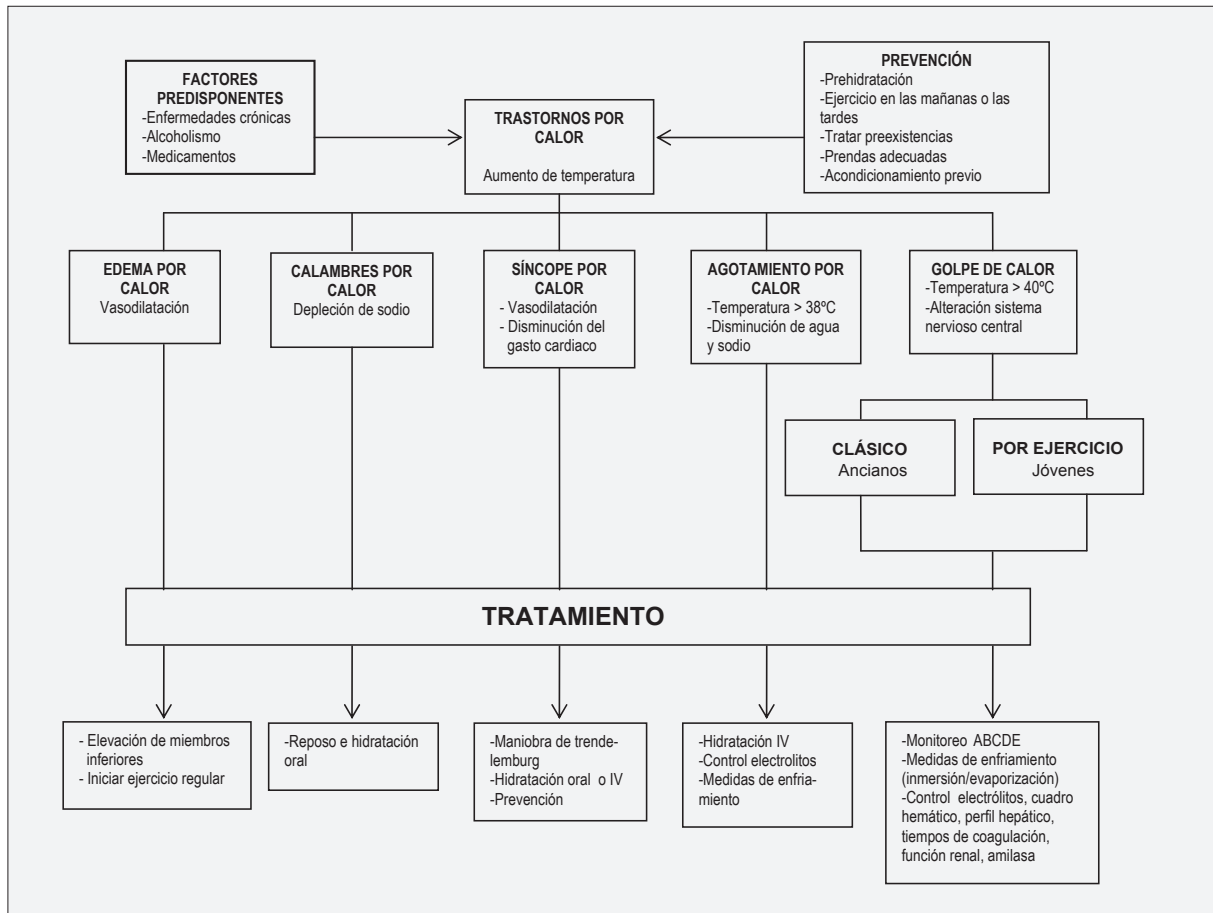 FACTORES
PREDISPONENTES
-Enfermedades crónicas
-Alcoholismo
-Medicamentos
TRASTORNOS POR
CALOR
Aumento de temperatura
PREVENCIÓN
-Prehidratación
-Ejercicio en las mañanas o las
tardes
-Tratar preexistencias
-Prendas adecuadas
-Acondicionamiento previo
EDEMA POR
CALOR
Vasodilatación
CALAMBRES POR
CALOR
Depleción de sodio
SÍNCOPE POR
CALOR
- Vasodilatación
- Disminución del
gasto cardiaco
AGOTAMIENTO POR
CALOR
-Temperatura > 38ºC
-Disminución de agua
y sodio
GOLPE DE CALOR
-Temperatura > 40ºC
-Alteración sistema
nervioso central
CLÁSICO
Ancianos
POR EJERCICIO
Jóvenes
TRATAMIENTO
- Elevación de miembros
inferiores
- Iniciar ejercicio regular
-Reposo e hidratación
oral
-Maniobra de trende-
lemburg
-Hidratación oral o IV
-Prevención
-Hidratación IV
-Control electrolitos
-Medidas de enfria-
miento
-Monitoreo ABCDE
-Medidas de enfriamiento
(inmersión/evaporización)
-Control electrólitos, cuadro
hemático, perfil hepático,
tiempos de coagulación,
función renal, amilasa